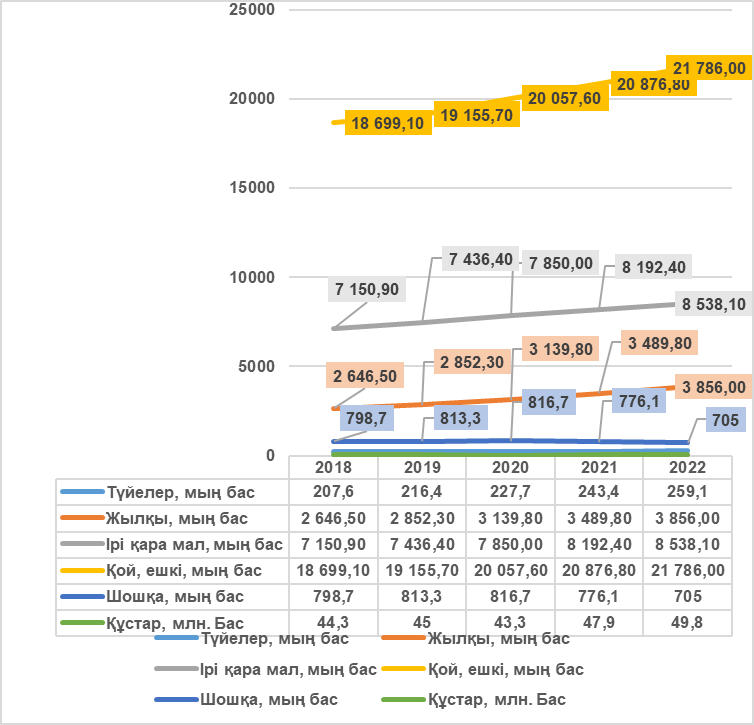 25000
20000
15000
10000
5000
0
18 699,10
19 155,70
20 057,60
20 876,80
21 786,00
7 150,90
7 436,40
7 850,00
8 192,40
8 538,10
2 646,50
2 852,30
3 139,80
3 489,80
3 856,00
798,7
813,3
816,7
776,1
705
2018 2019 2020 2021 2022
Түйелер, мың бас 207,6 216,4 227,7 243,4 259,1
Жылқы, мың бас 2 646,50 2 852,30 3 139,80 3 489,80 3 856,00
Ірі қара мал, мың бас 7 150,90 7 436,40 7 850,00 8 192,40 8 538,10
Қой, ешкі, мың бас 18 699,10 19 155,70 20 057,60 20 876,80 21 786,00
Шошқа, мың бас 798,7 813,3 816,7 776,1 705
Құстар, млн. Бас 44,3 45 43,3 47,9 49,8
Түйелер, мың бас Жылқы, мың бас
Ірі қара мал, мың бас Қой, ешкі, мың бас
Шошқа, мың бас Құстар, млн. Бас